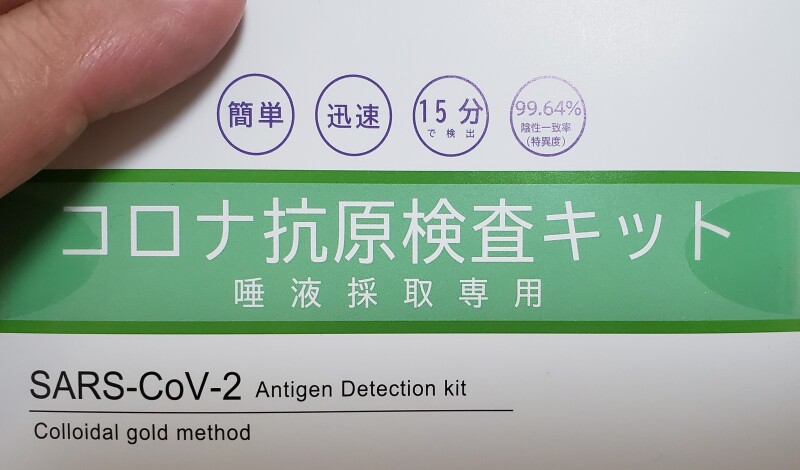 簡単
迅速
15分
で検出
99.64%
陰性一致率
(特異度)
コロナ抗原検査キット
唾液採取専用
SARS-CoV-2 Antigen Detection kit
Colloidal gold method